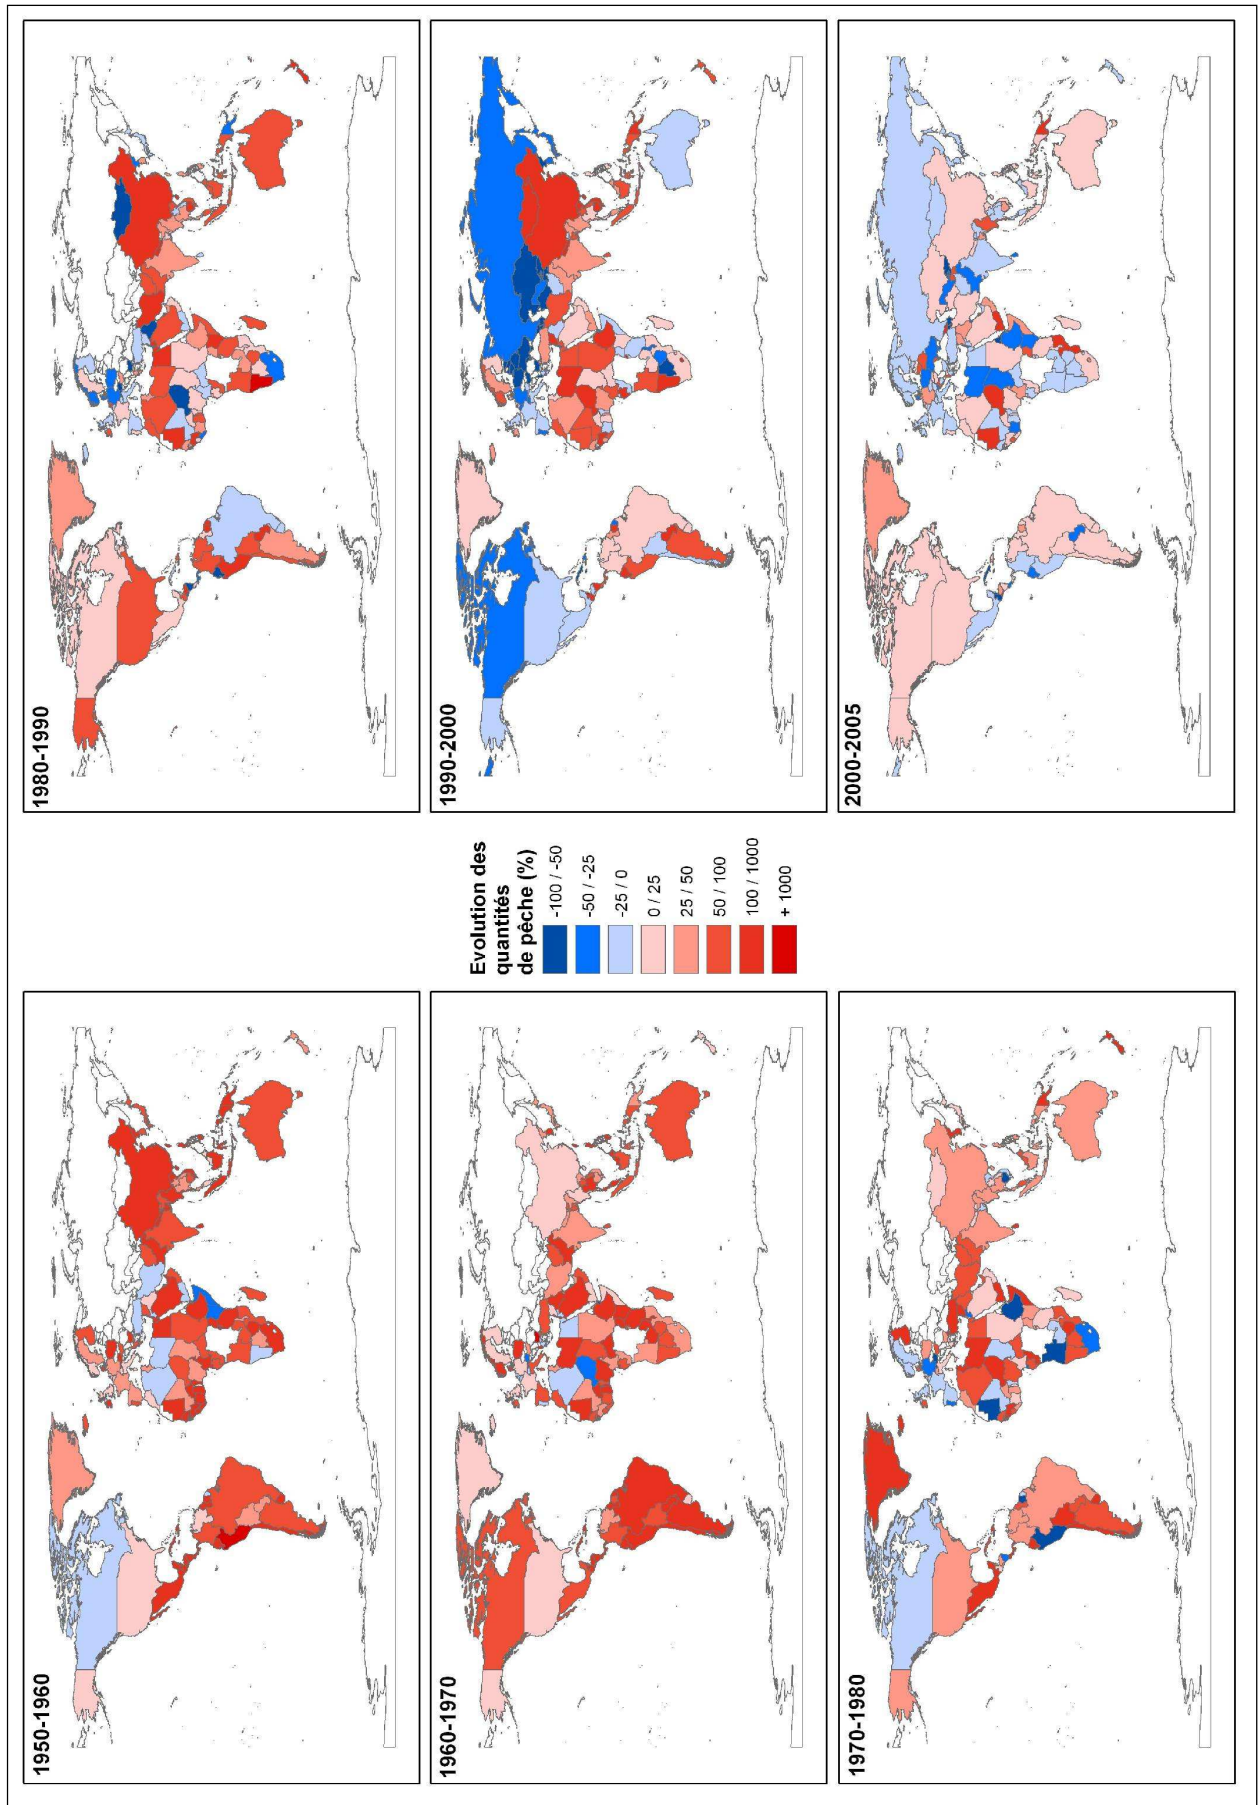 1980-1990
1990-2000
2000-2005
Evolution des
quantités
de pêche (%)
-100 / -50
-50 / -25
-25 / 0
0 / 25
25 / 50
50 / 100
100 / 1000
+ 1000
1950-1960
1960-1970
1970-1980